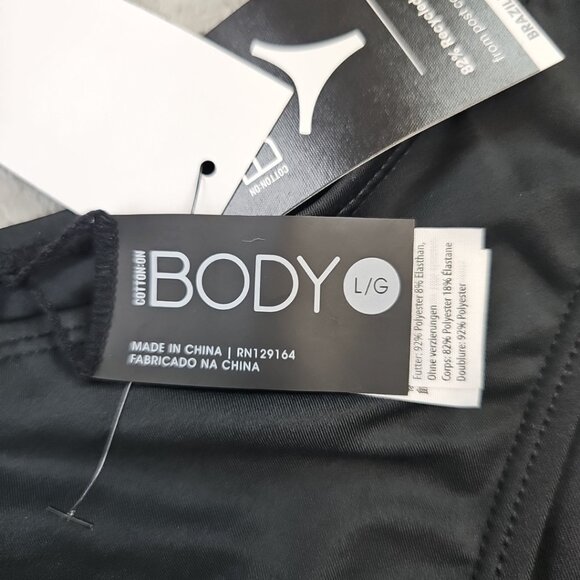 BRAZIL
82% Recycled
from post co
COTTON:ON
COTTON:ON
BODY
L/G
MADE IN CHINA | RN129164
FABRICADO NA CHINA
Futter: 92% Polyester 8% Elasthan,
Ohne verzierungen
Corps: 82% Polyester 18% Élastane
Doublure: 92% Polyester